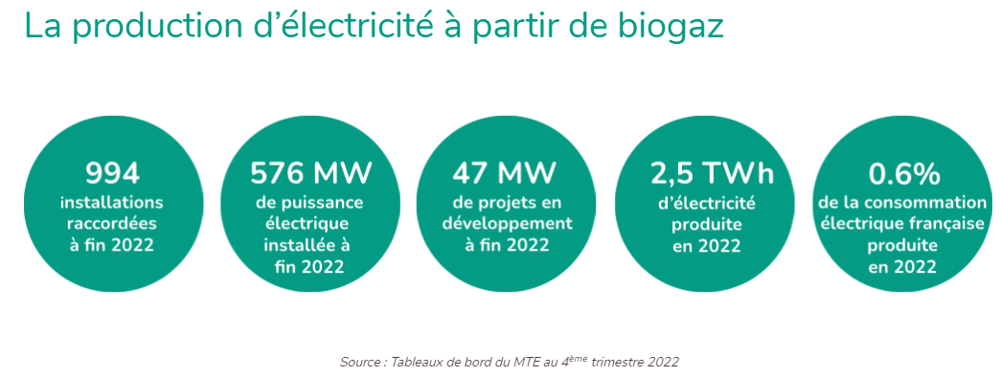 La production d’électricité à partir de biogaz
994
installations
raccordées
à fin 2022
576 MW
de puissance
électrique
installée à
fin 2022
47 MW
de projets en
développement
à fin 2022
2,5 TWh
d’électricité
produite
en 2022
0.6%
de la consommation
électrique française
produite
en 2022
Source : Tableaux de bord du MTE au 4ème trimestre 2022